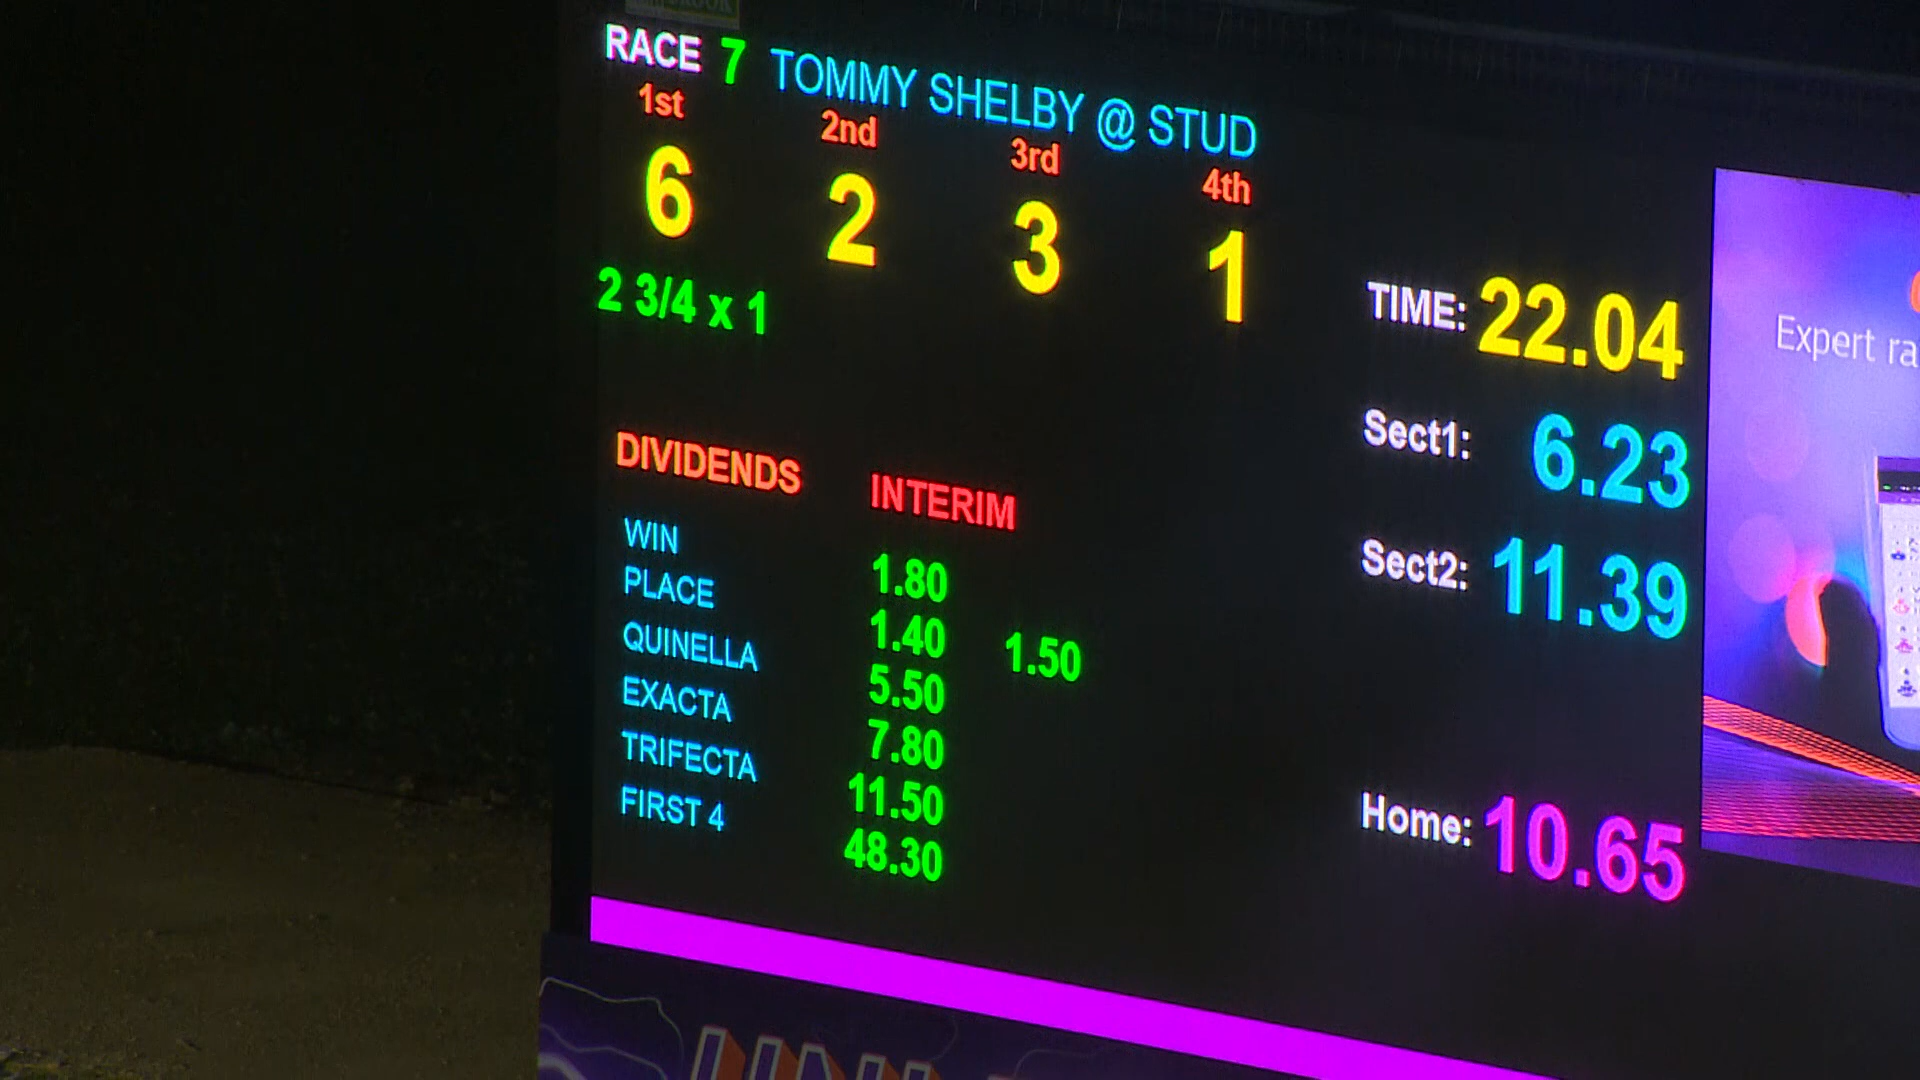 RACE 7 TOMMY SHELBY @ STUD
1st 2nd 3rd 4th
6 2 3 1
2 3/4 x 1
TIME: 22.04
Sect1: 6.23
Sect2: 11.39
Home: 10.65
DIVIDENDS INTERIM
WIN 1.80
PLACE 1.40 1.50
QUINELLA 5.50
EXACTA 7.80
TRIFECTA 11.50
FIRST 4 48.30
Expert